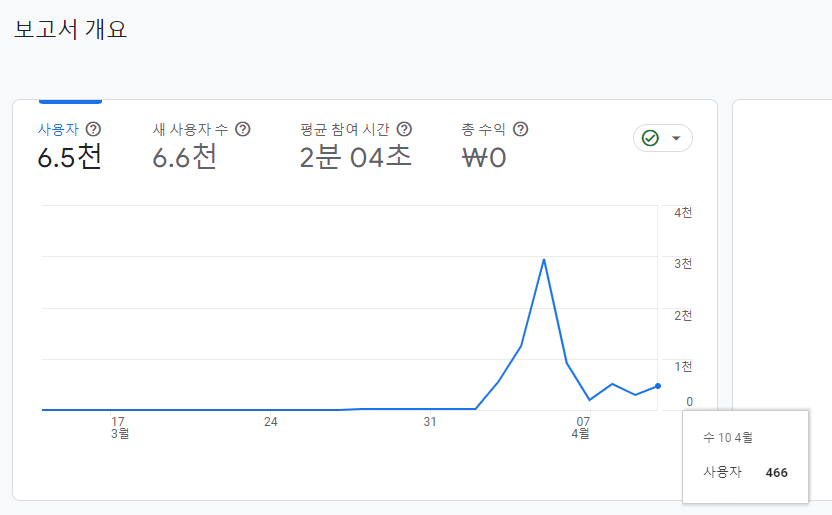 보고서 개요
사용자 새 사용자 수 평균 참여 시간 총 수익
6.5천 6.6천 2분 04초 ₩0
4천
3천
2천
1천
0
17 24 31 07
3월 4월
수 10 4월
사용자 466